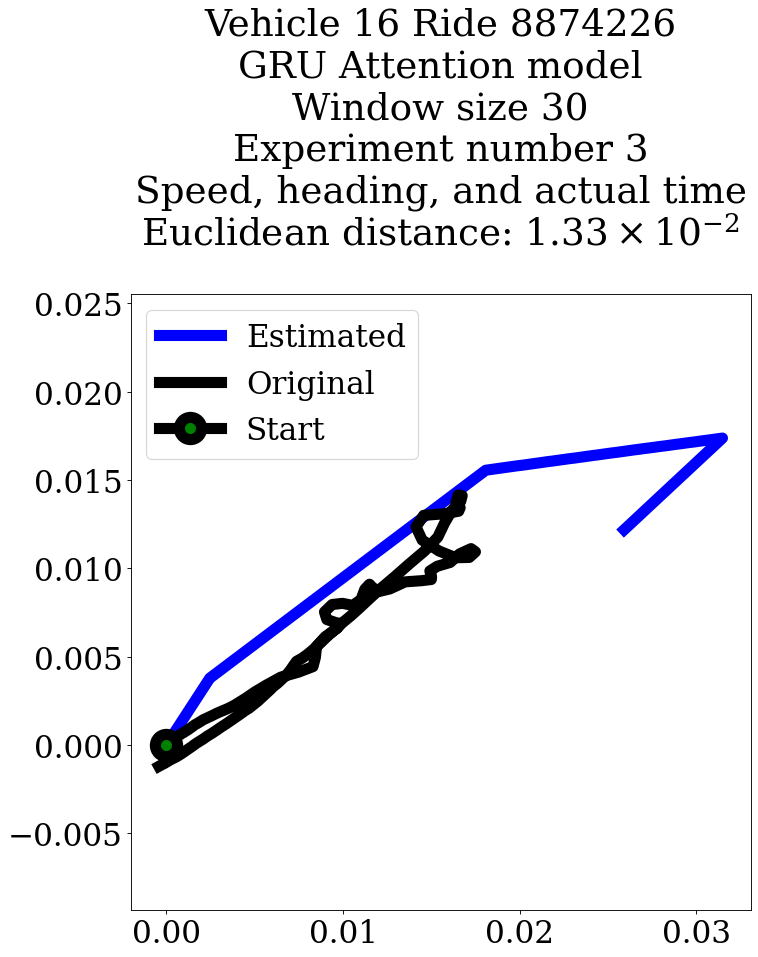 Vehicle 16 Ride 8874226
GRU Attention model
Window size 30
Experiment number 3
Speed, heading, and actual time
Euclidean distance: 1.33 × 10⁻²
0.025
0.020
0.015
0.010
0.005
0.000
−0.005
Estimated
Original
Start
0.00 0.01 0.02 0.03